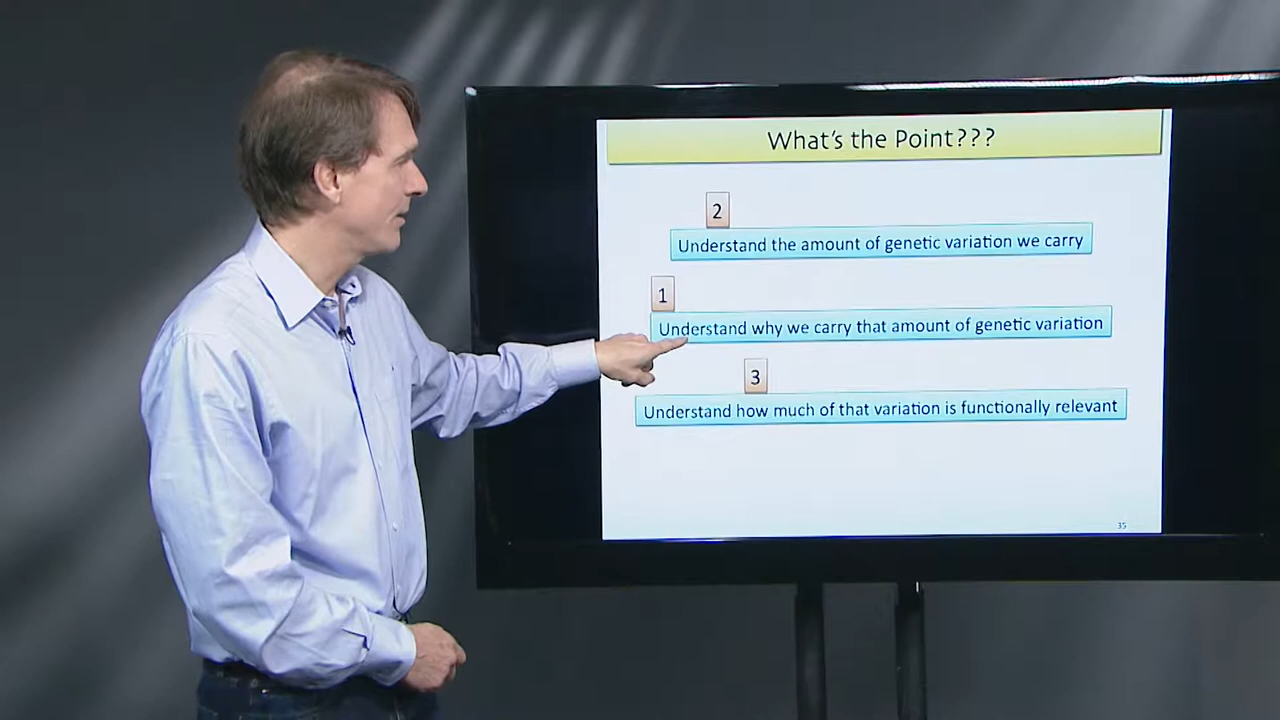 What's the Point???
2
Understand the amount of genetic variation we carry
1
Understand why we carry that amount of genetic variation
3
Understand how much of that variation is functionally relevant
35